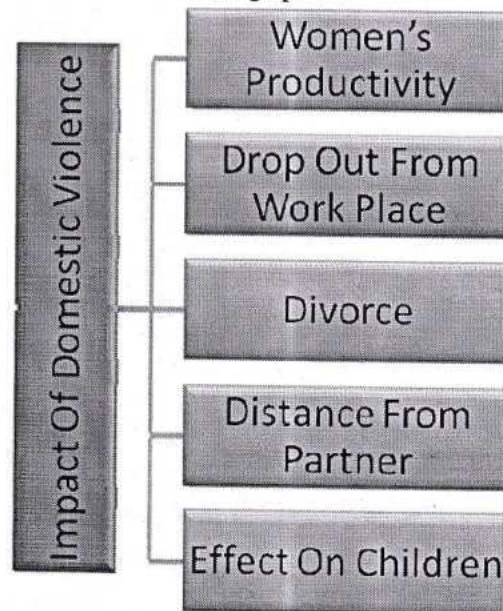 Impact Of Domestic Violence
Women's
Productivity
Drop Out From
Work Place
Divorce
Distance From
Partner
Effect On Children